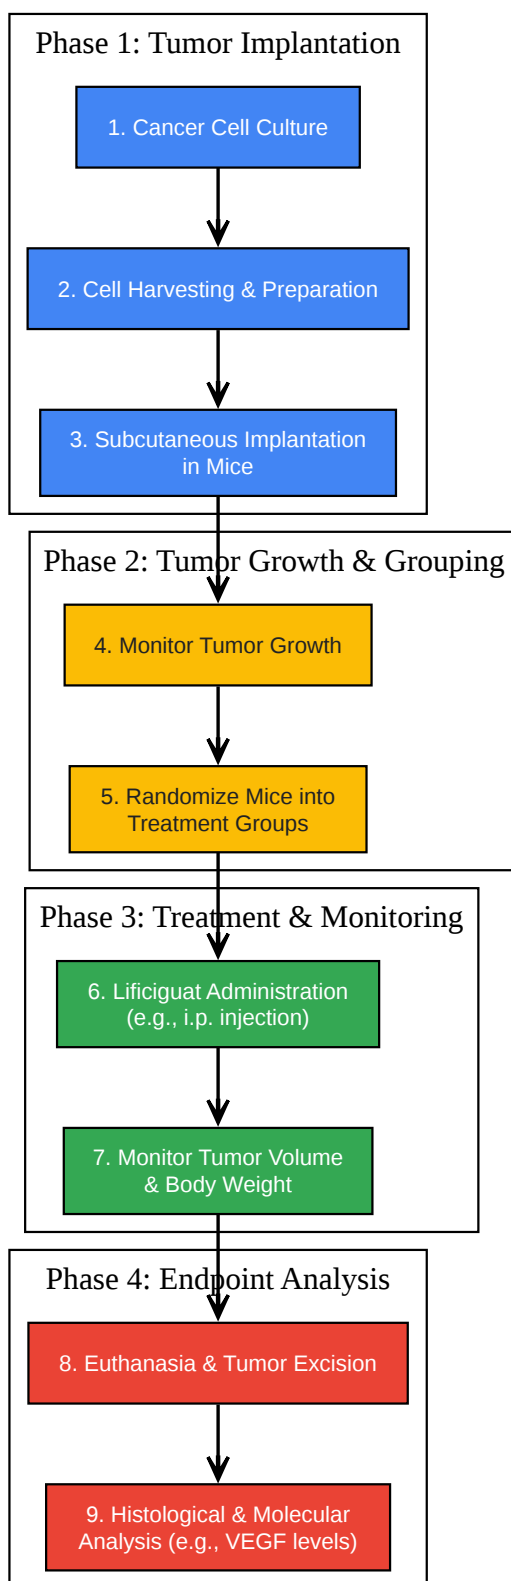 Phase 1: Tumor Implantation
1. Cancer Cell Culture
2. Cell Harvesting & Preparation
3. Subcutaneous Implantation
in Mice
Phase 2: Tumor Growth & Grouping
4. Monitor Tumor Growth
5. Randomize Mice into
Treatment Groups
Phase 3: Treatment & Monitoring
6. Lificiguat Administration
(e.g., i.p. injection)
7. Monitor Tumor Volume
& Body Weight
Phase 4: Endpoint Analysis
8. Euthanasia & Tumor Excision
9. Histological & Molecular
Analysis (e.g., VEGF levels)